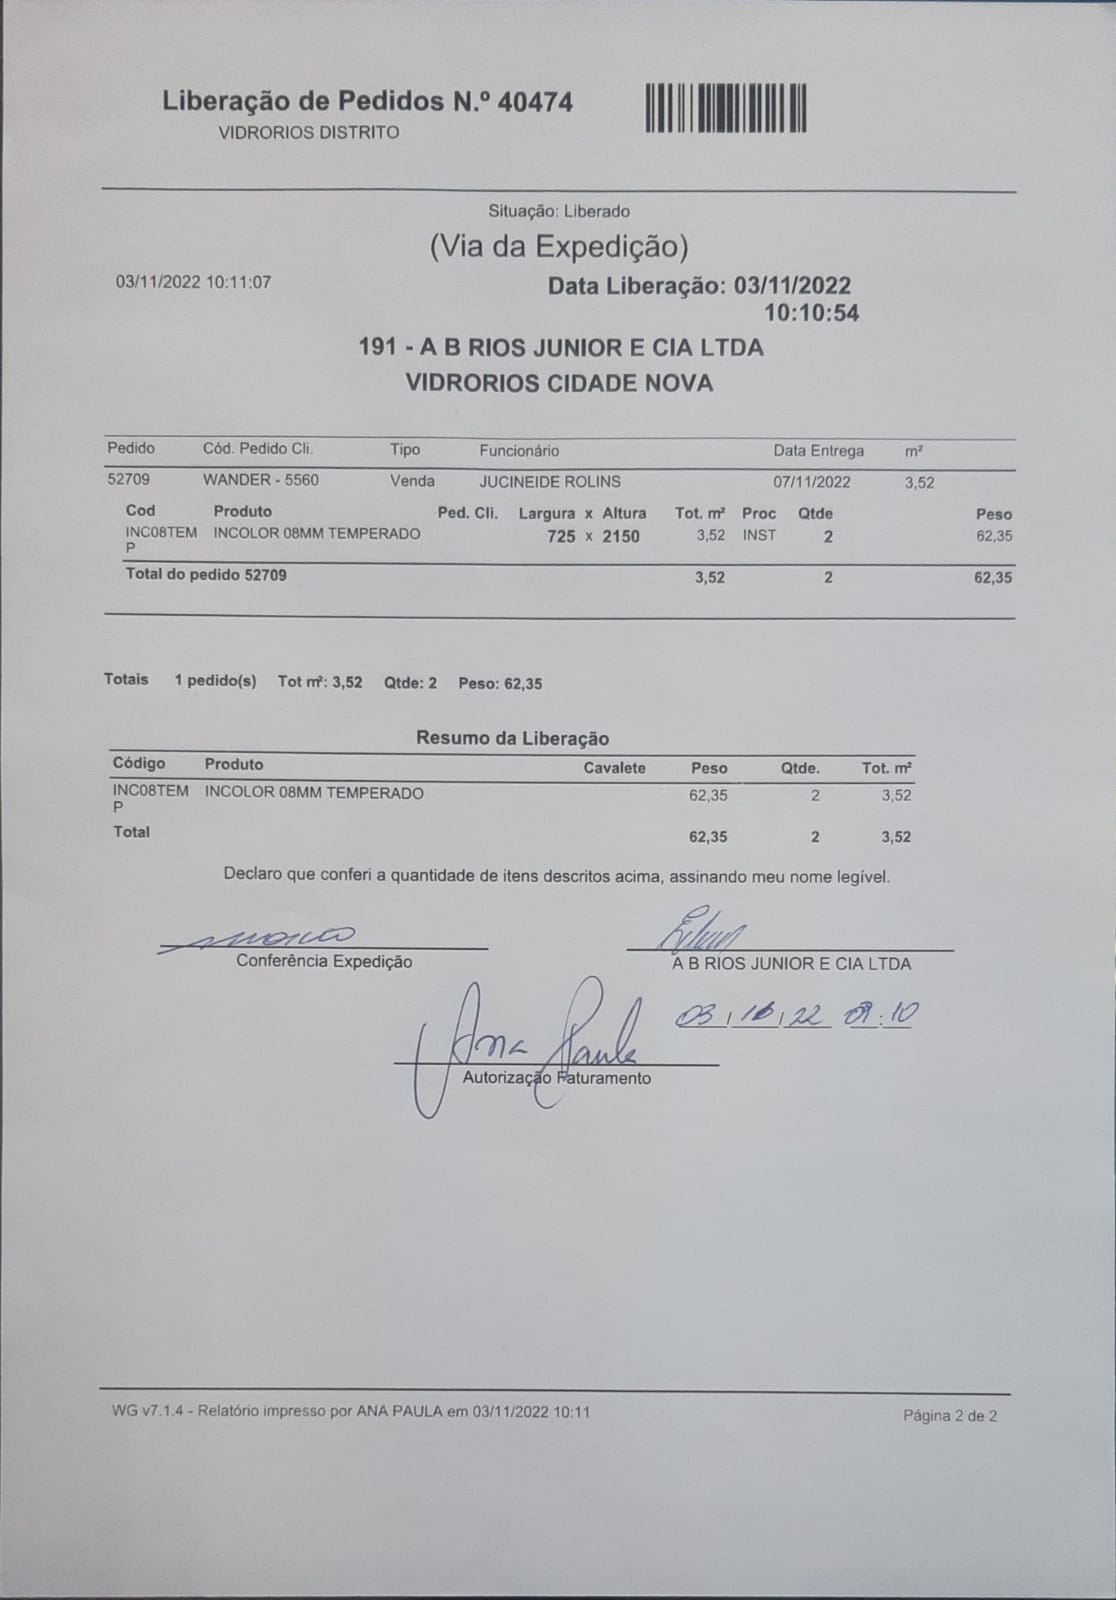 Liberação de Pedidos N.º 40474
VIDRORIOS DISTRITO
Situação: Liberado
(Via da Expedição)
03/11/2022 10:11:07
Data Liberação: 03/11/2022
10:10:54
191 - A B RIOS JUNIOR E CIA LTDA
VIDRORIOS CIDADE NOVA
Pedido Cód. Pedido Cli. Tipo Funcionário Data Entrega m²
52709 WANDER - 5560 Venda JUCINEIDE ROLINS 07/11/2022 3,52
Cod Produto Ped. Cli. Largura x Altura Tot. m² Proc Qtde Peso
INC08TEM INCOLOR 08MM TEMPERADO 725 x 2150 3,52 INST 2 62,35
P
Total do pedido 52709 3,52 2 62,35
Totais 1 pedido(s) Tot m²: 3,52 Qtde: 2 Peso: 62,35
Resumo da Liberação
Código Produto Cavalete Peso Qtde. Tot. m²
INC08TEM INCOLOR 08MM TEMPERADO 62,35 2 3,52
P
Total 62,35 2 3,52
Declaro que conferi a quantidade de itens descritos acima, assinando meu nome legível.
Conferência Expedição
A B RIOS JUNIOR E CIA LTDA
Ana Paula
Autorização Faturamento
WG v7.1.4 - Relatório impresso por ANA PAULA em 03/11/2022 10:11
Página 2 de 2